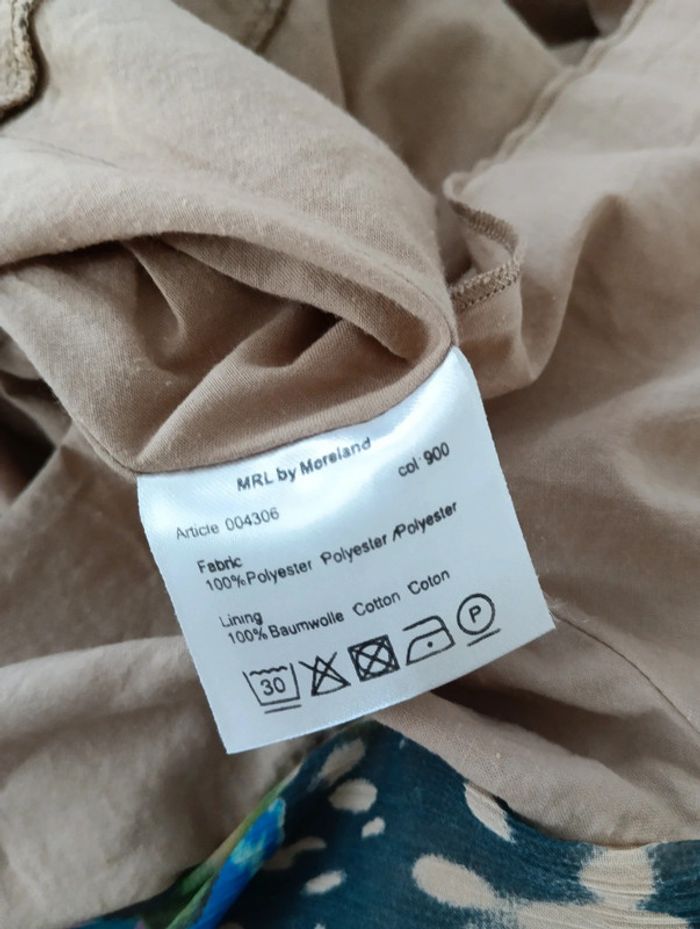 MRL by Moreland
Article 004306 col 900
Fabric
100%Polyester Polyester /Polyester
Lining
100%Baumwolle Cotton Coton
30 P